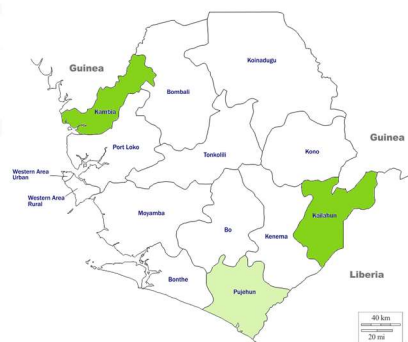 Guinea
Koinadugu
Bombali
Kambia
Guinea
Port Loko
Kono
Tonkolili
Western Area
Urban
Western Area
Rural
Moyamba
Kailahun
Bo
Kenema
Liberia
Bonthe
Pujehun
40 km
20 mi